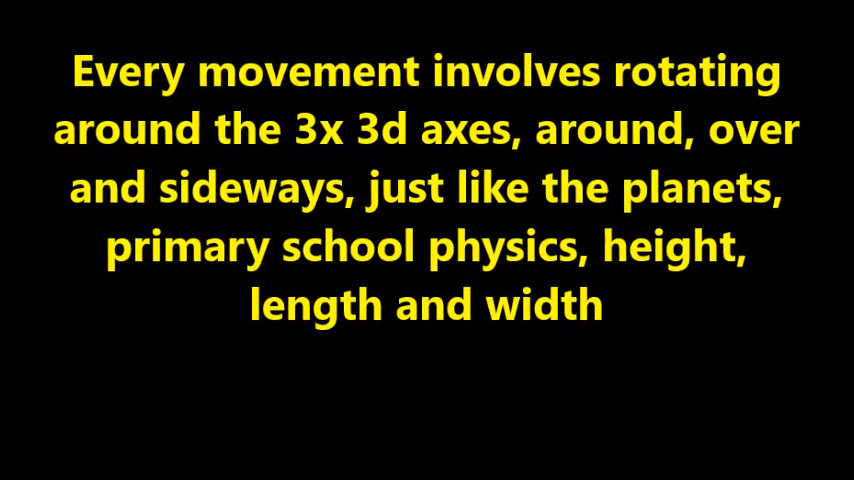 Every movement involves rotating
around the 3x 3d axes, around, over
and sideways, just like the planets,
primary school physics, height,
length and width